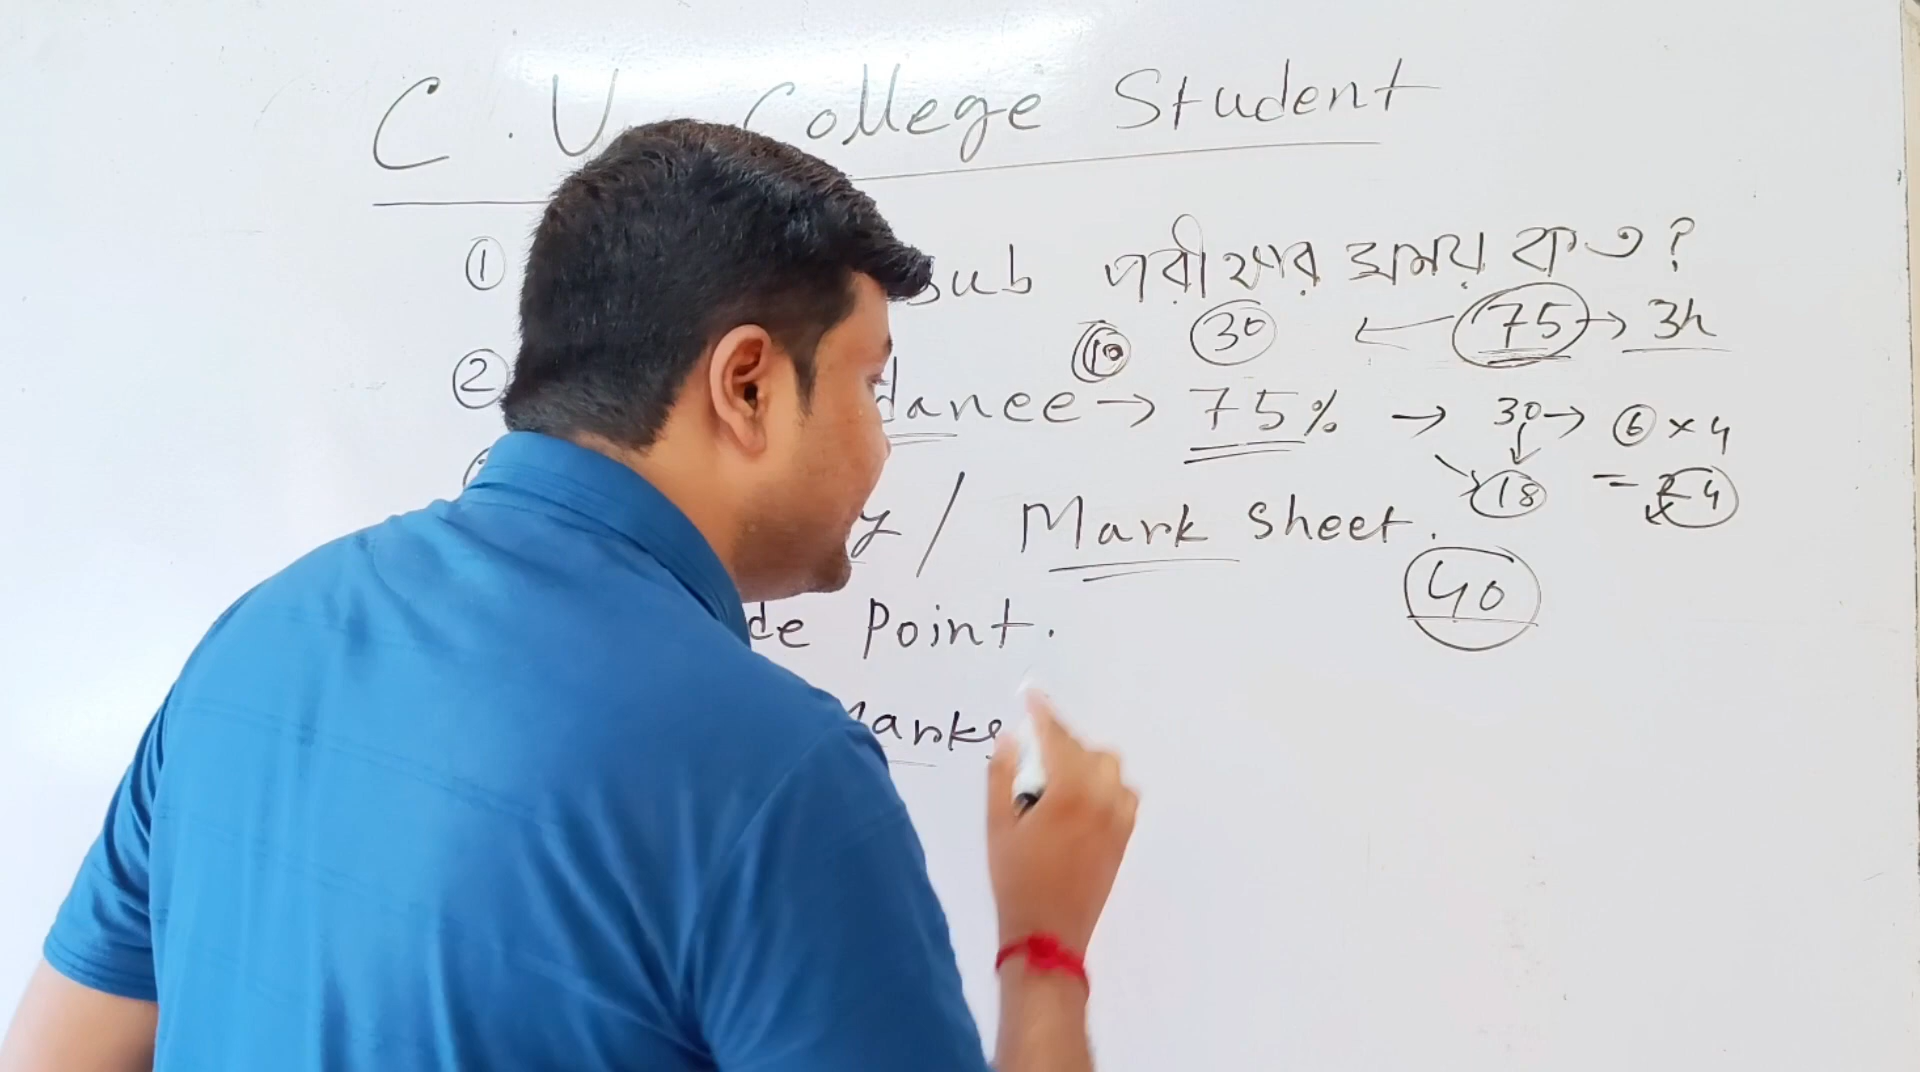 C.U. College Student
① sub পরীক্ষার সময় কত?
⑩ ㉚ ← 75 → 3h
② dance → 75% → 30 → ⑥ × 4
18 = 24
y / Mark sheet.
40
de Point.
Marks